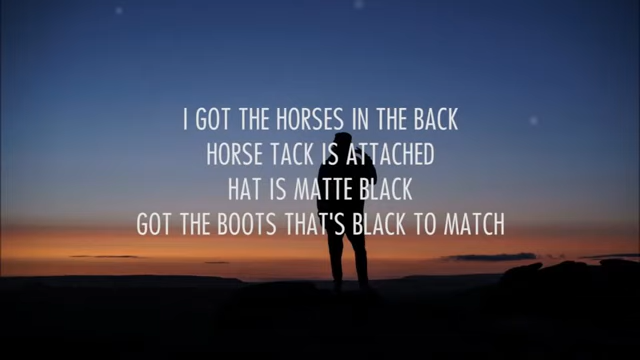 I GOT THE HORSES IN THE BACK
HORSE TACK IS ATTACHED
HAT IS MATTE BLACK
GOT THE BOOTS THAT'S BLACK TO MATCH